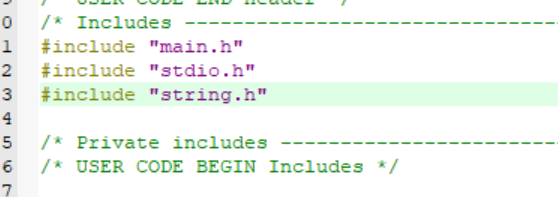 /* USER CODE END Header */
0 /* Includes ------------------------------------------
1 #include "main.h"
2 #include "stdio.h"
3 #include "string.h"
4
5 /* Private includes ----------------------------------
6 /* USER CODE BEGIN Includes */
7